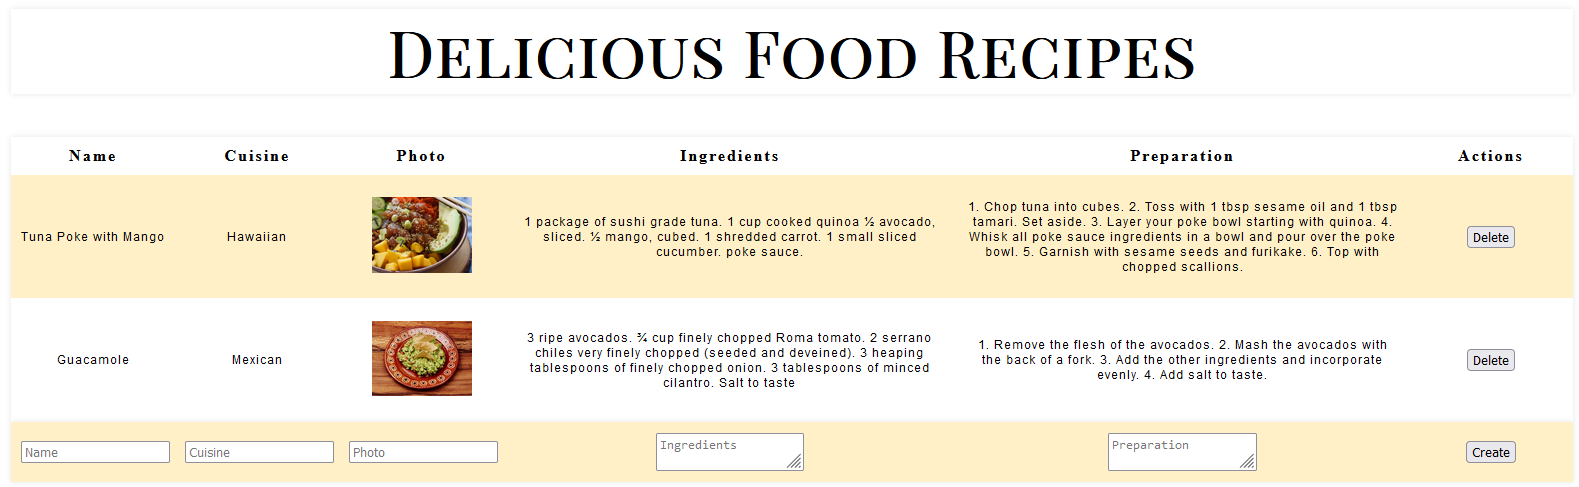 Delicious Food Recipes
Name Cuisine Photo Ingredients Preparation Actions
Tuna Poke with Mango
Hawaiian
1 package of sushi grade tuna. 1 cup cooked quinoa ½ avocado,
sliced. ½ mango, cubed. 1 shredded carrot. 1 small sliced
cucumber. poke sauce.
1. Chop tuna into cubes. 2. Toss with 1 tbsp sesame oil and 1 tbsp
tamari. Set aside. 3. Layer your poke bowl starting with quinoa. 4.
Whisk all poke sauce ingredients in a bowl and pour over the poke
bowl. 5. Garnish with sesame seeds and furikake. 6. Top with
chopped scallions.
Delete
Guacamole
Mexican
3 ripe avocados. ¾ cup finely chopped Roma tomato. 2 serrano
chiles very finely chopped (seeded and deveined). 3 heaping
tablespoons of finely chopped onion. 3 tablespoons of minced
cilantro. Salt to taste
1. Remove the flesh of the avocados. 2. Mash the avocados with
the back of a fork. 3. Add the other ingredients and incorporate
evenly. 4. Add salt to taste.
Delete
Name Cuisine Photo Ingredients Preparation Create